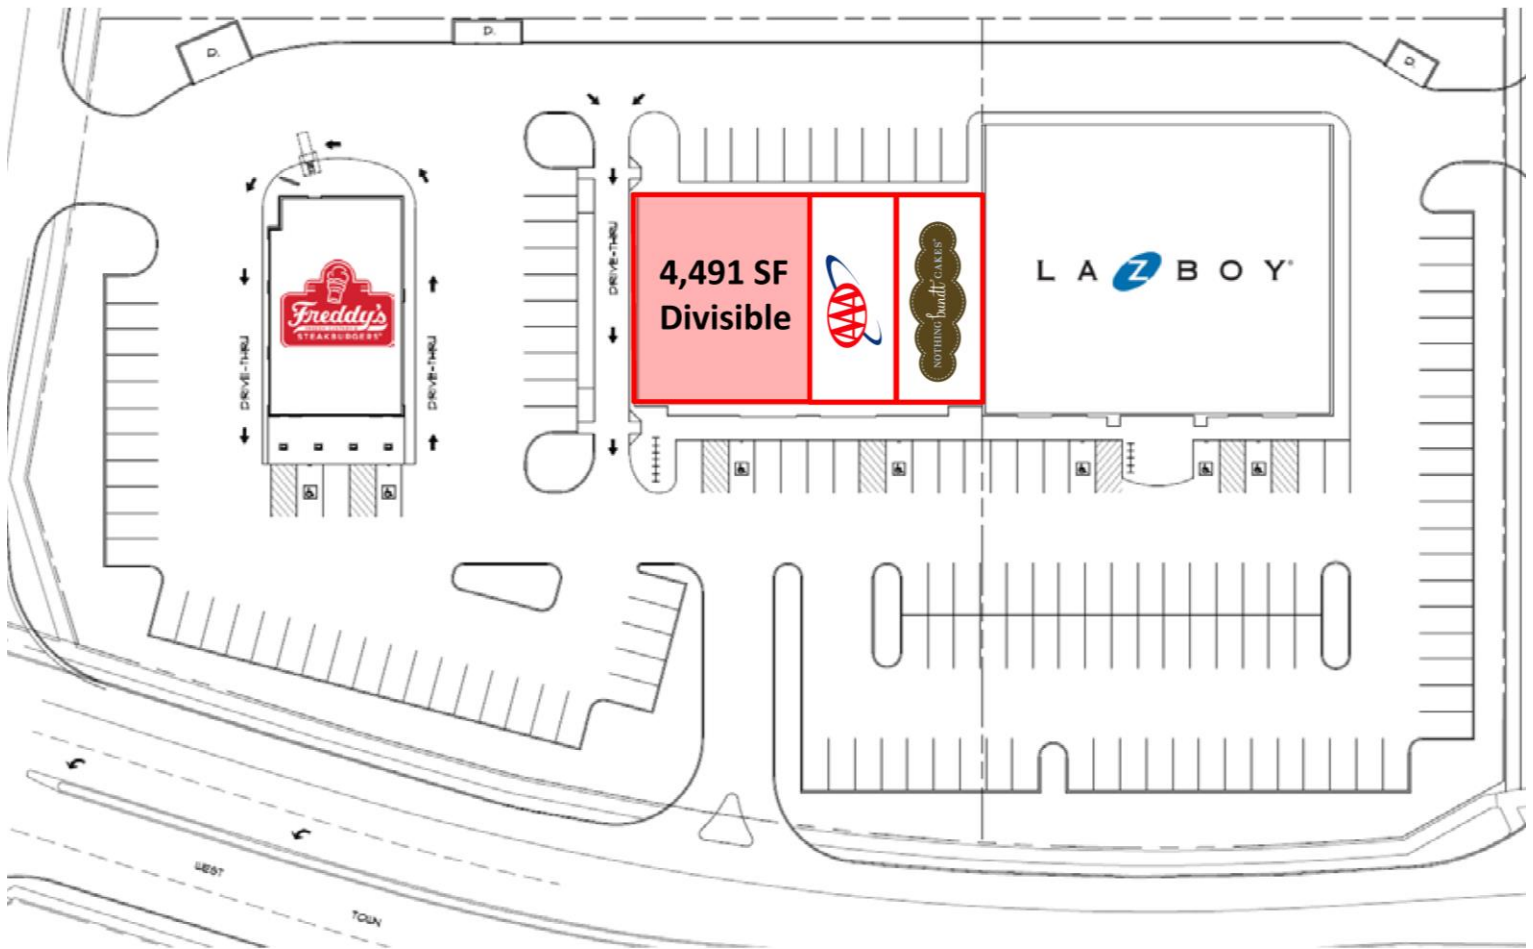 D.
D.
D.
4,491 SF
Divisible
AAA
NOTHING bundt CAKES®
LA Z BOY®
Freddy's
STEAKBURGERS
DRIVE-THRU
DRIVE-THRU
DRIVE-THRU
WEST
TOWN